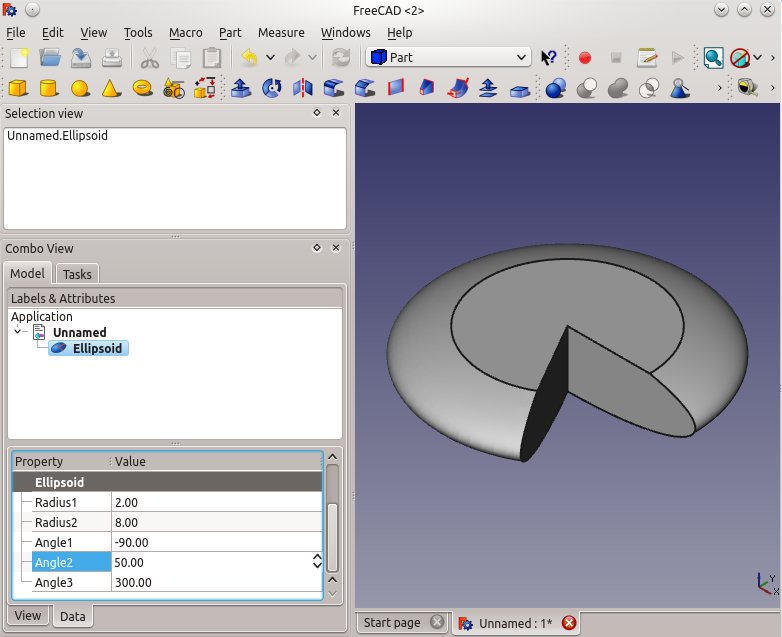 FreeCAD <2>
File Edit View Tools Macro Part Measure Windows Help
Part
Selection view
Unnamed.Ellipsoid
Combo View
Model Tasks
Labels & Attributes
Application
Unnamed
Ellipsoid
Property Value
Ellipsoid
Radius1 2.00
Radius2 8.00
Angle1 -90.00
Angle2 50.00
Angle3 300.00
View Data
Y
X
Start page Unnamed : 1*